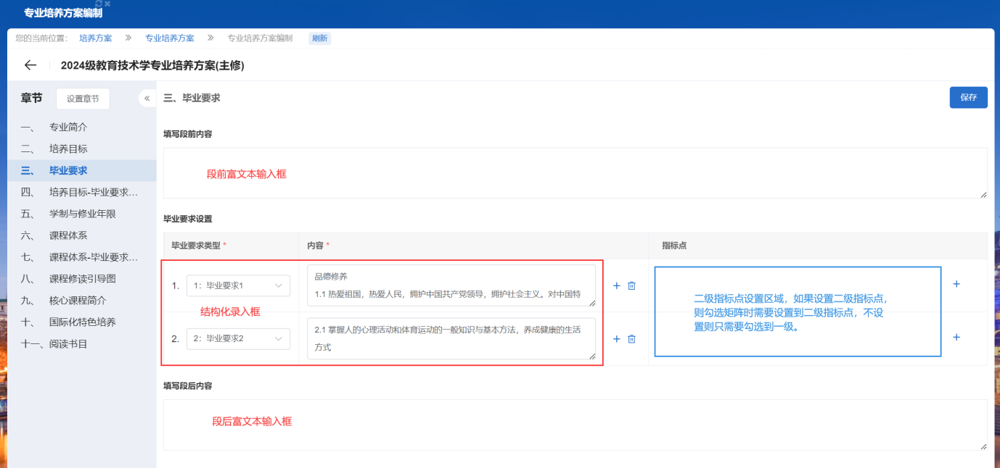 专业培养方案编制
您的当前位置： 培养方案 》 专业培养方案 》 专业培养方案编制 刷新
← 2024级教育技术学专业培养方案(主修)
章节 设置章节 «
一、 专业简介
二、 培养目标
三、 毕业要求
四、 培养目标-毕业要求...
五、 学制与修业年限
六、 课程体系
七、 课程体系-毕业要求...
八、 课程修读引导图
九、 核心课程简介
十、 国际化特色培养
十一、阅读书目
三、毕业要求 保存
填写段前内容
段前富文本输入框
毕业要求设置
毕业要求类型 * 内容 * 指标点
1. 1：毕业要求1
品德修养
1.1 热爱祖国，热爱人民，拥护中国共产党领导，拥护社会主义。对中国特
结构化录入框
2. 2：毕业要求2
2.1 掌握人的心理活动和体育运动的一般知识与基本方法，养成健康的生活
方式
二级指标点设置区域，如果设置二级指标点，
则勾选矩阵时需要设置到二级指标点，不设
置则只需要勾选到一级。
填写段后内容
段后富文本输入框